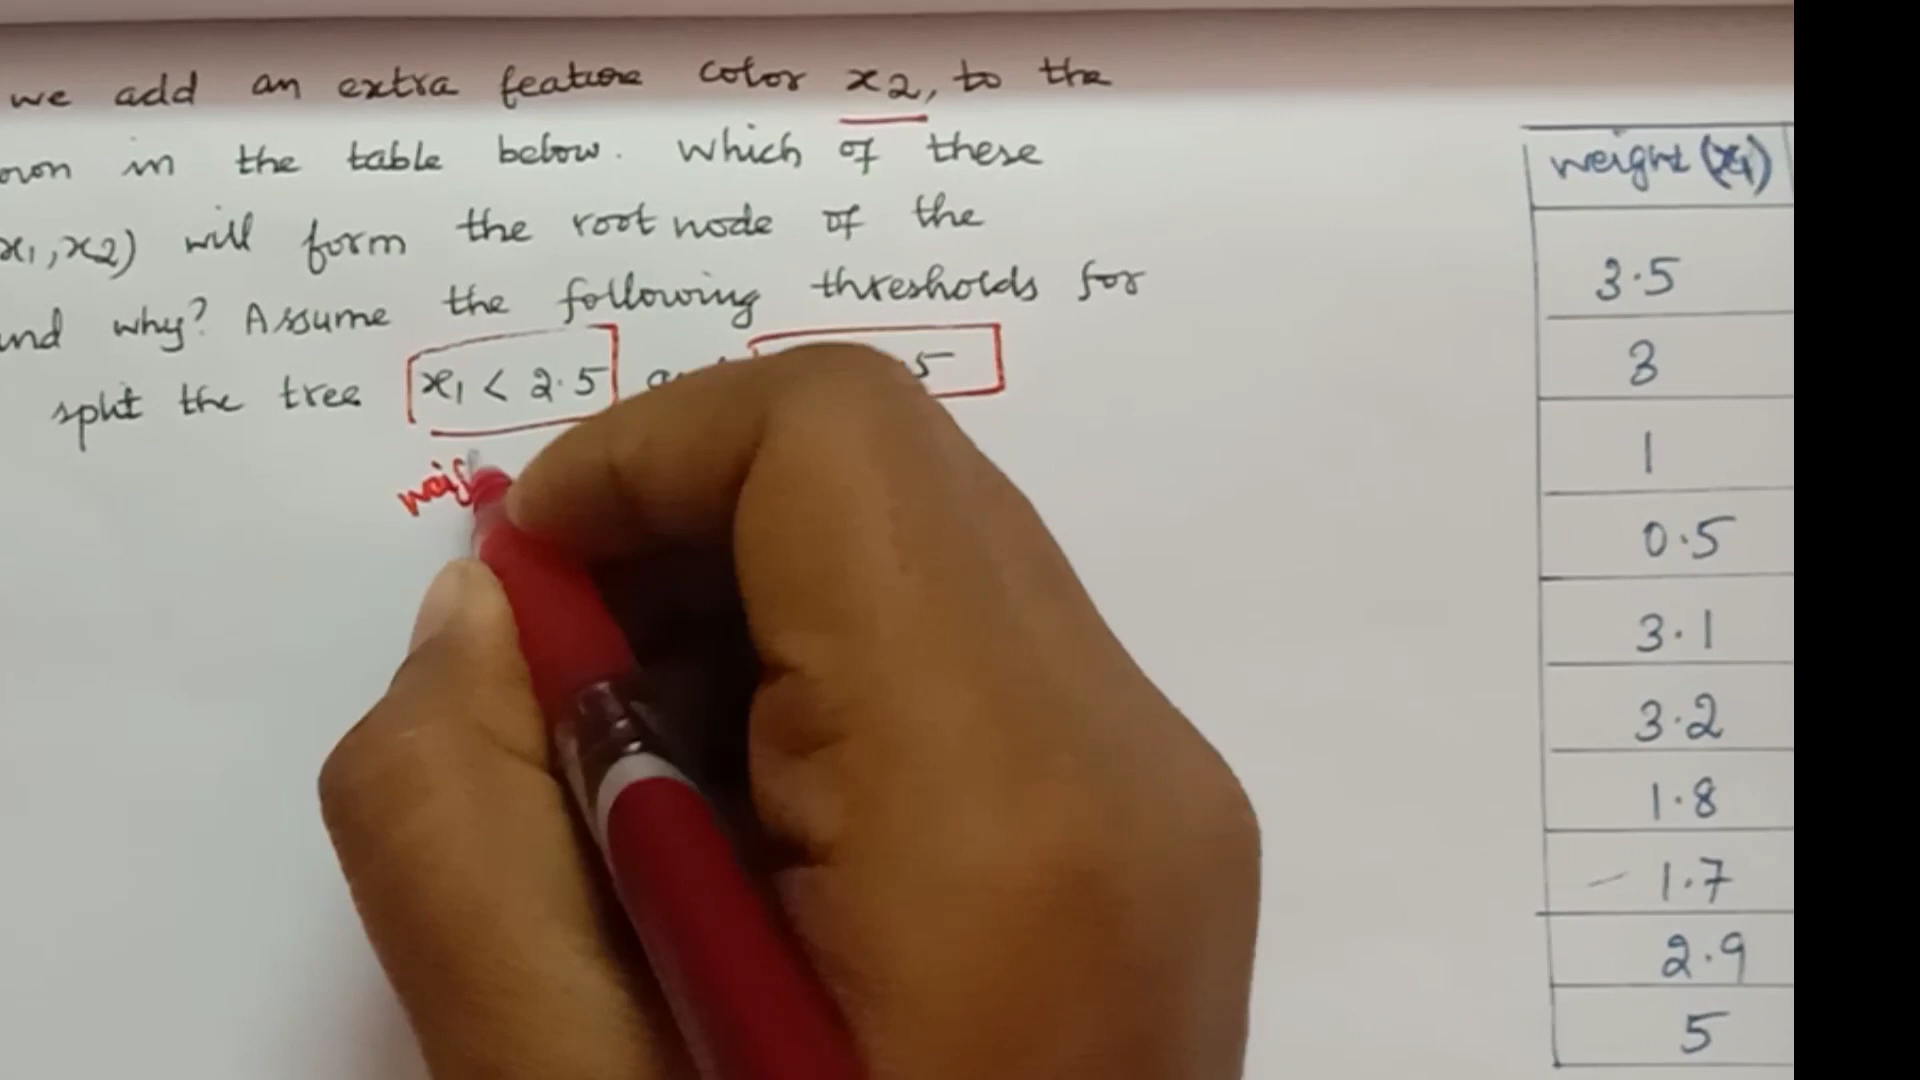 we add an extra feature color x2, to the
in the table below. Which of these
x1, x2) will form the root node of the
why? Assume the following thresholds for
split the tree x1 < 2.5
5
weight (x1)
3.5
3
1
0.5
3.1
3.2
1.8
1.7
2.9
5